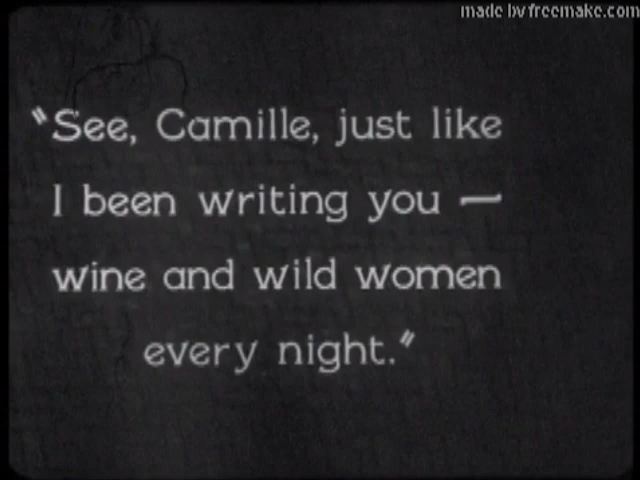 made by freemake.com
"See, Camille, just like
I been writing you —
wine and wild women
every night."